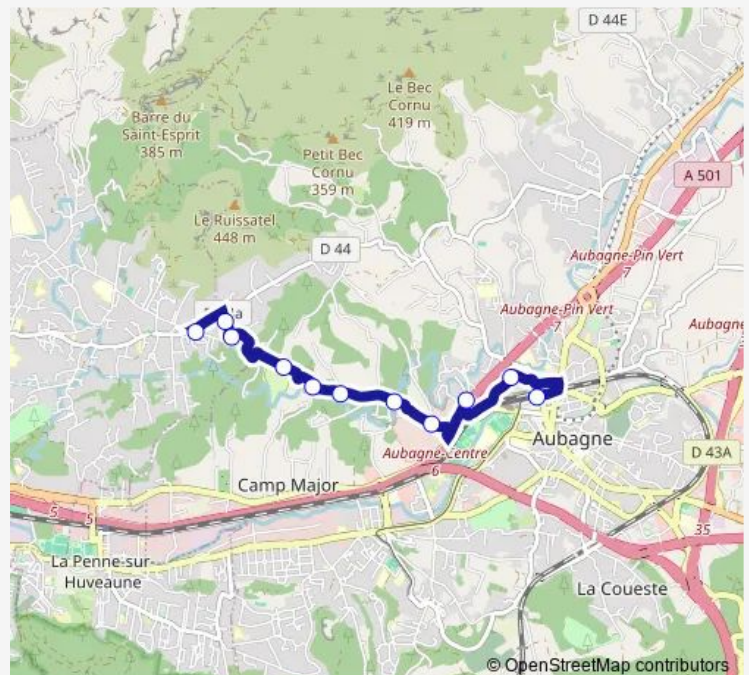 D 44E
Le Bec
Cornu
419 m
Barre du
Saint-Esprit
385 m
Petit Bec
Cornu
359 m
A 501
Le Ruissatel
448 m
D 44
Aubagne-Pin Vert
7
Aubagne-Pin Vert
7
Aubagne
Aubagne
Aubagne-Centre
6
D 43A
Camp Major
5
5
35
La Penne-sur-
Huveaune
La Coueste
© OpenStreetMap contributors